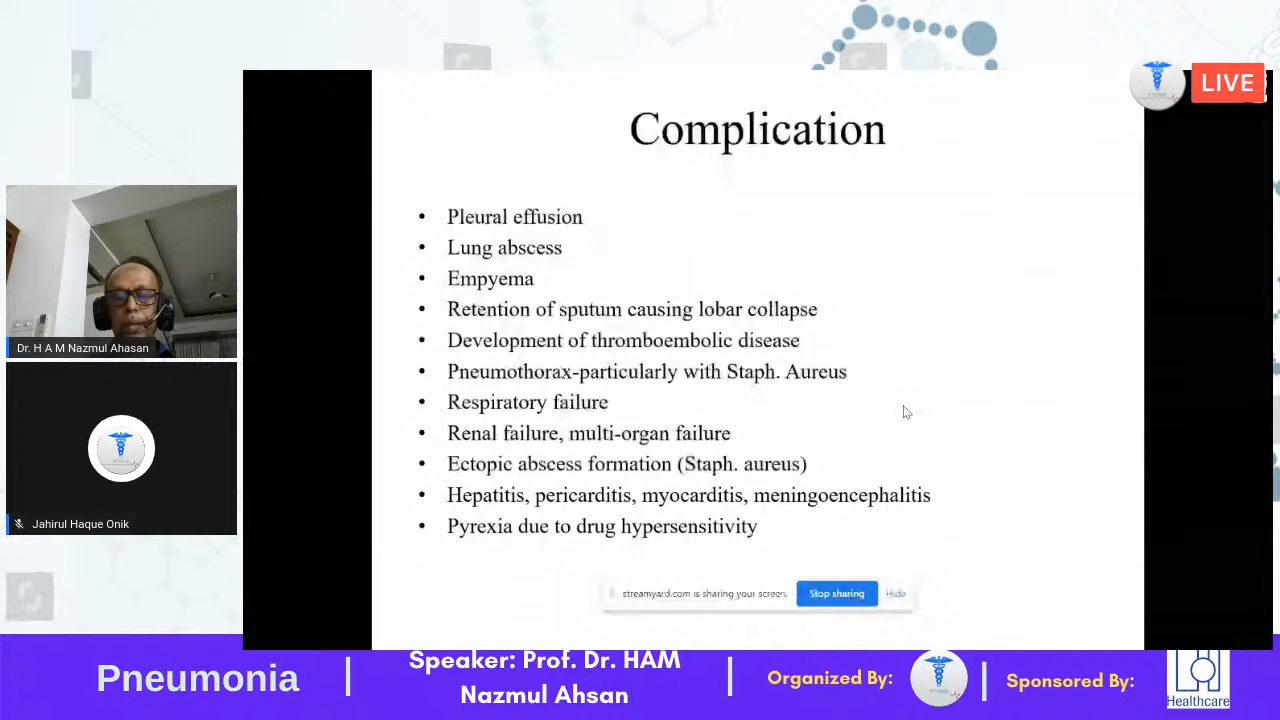 LIVE
Complication
• Pleural effusion
• Lung abscess
• Empyema
• Retention of sputum causing lobar collapse
• Development of thromboembolic disease
• Pneumothorax-particularly with Staph. Aureus
• Respiratory failure
• Renal failure, multi-organ failure
• Ectopic abscess formation (Staph. aureus)
• Hepatitis, pericarditis, myocarditis, meningoencephalitis
• Pyrexia due to drug hypersensitivity
streamyard.com is sharing your screen.
Stop sharing
Hide
Dr. H A M Nazmul Ahasan
Jahirul Haque Onik
Pneumonia
Speaker: Prof. Dr. HAM
Nazmul Ahsan
Organized By:
Sponsored By:
Healthcare